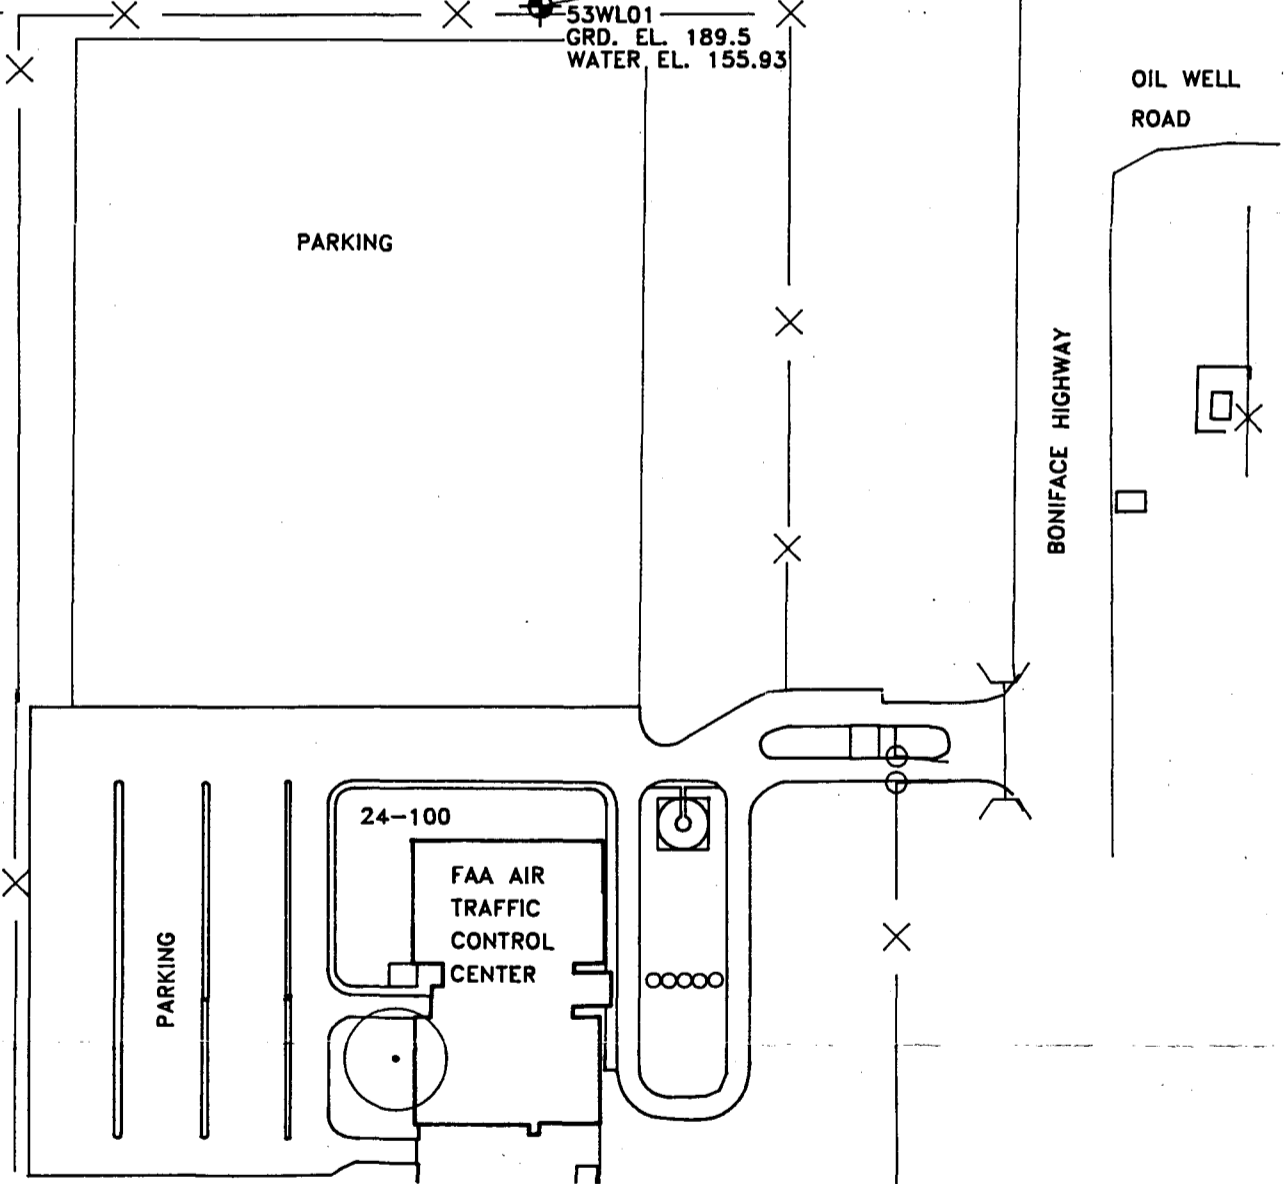 53WL01
GRD. EL. 189.5
WATER EL. 155.93
OIL WELL
ROAD
PARKING
BONIFACE HIGHWAY
24-100
FAA AIR
TRAFFIC
CONTROL
CENTER
PARKING